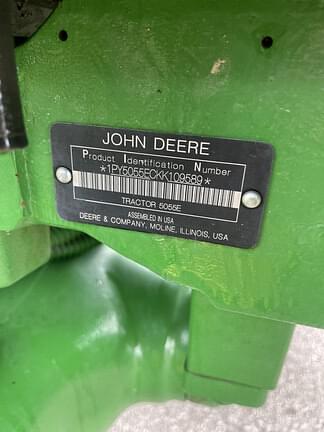 JOHN DEERE
Product Identification Number
*1PY5055ECKK109589*
TRACTOR 5055E
ASSEMBLED IN USA
DEERE & COMPANY, MOLINE, ILLINOIS, USA